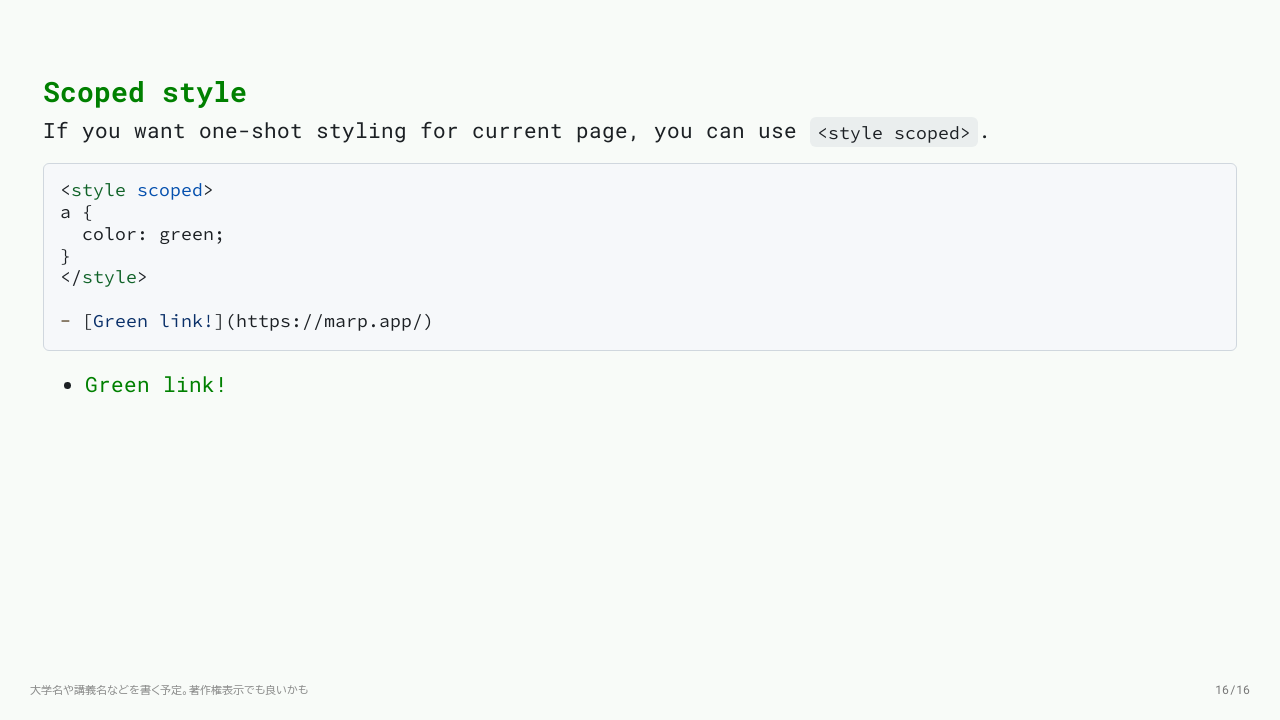 Scoped style
If you want one-shot styling for current page, you can use <style scoped>.
<style scoped>
a {
  color: green;
}
</style>
- [Green link!](https://marp.app/)
• Green link!
大学名や講義名などを書く予定。著作権表示でも良いかも
16/16